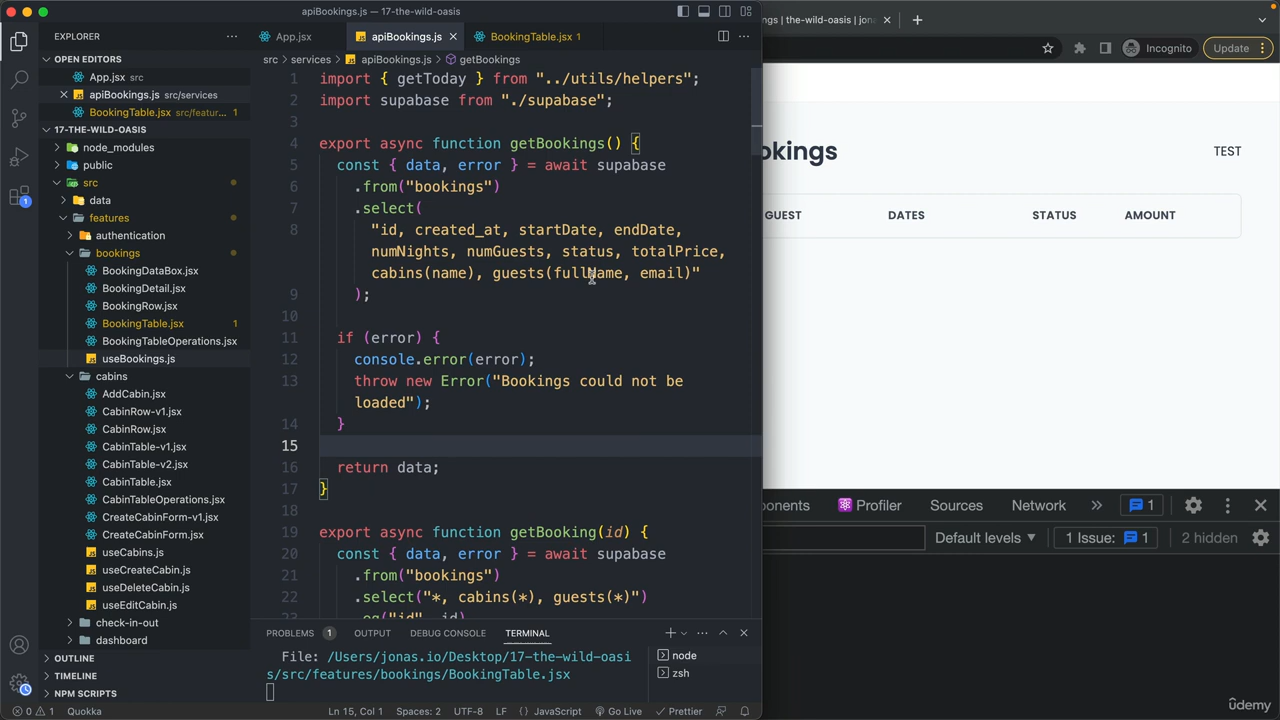 apiBookings.js — 17-the-wild-oasis
EXPLORER
OPEN EDITORS
App.jsx src
apiBookings.js src/services
BookingTable.jsx src/featur... 1
17-THE-WILD-OASIS
node_modules
public
src
data
features
authentication
bookings
BookingDataBox.jsx
BookingDetail.jsx
BookingRow.jsx
BookingTable.jsx 1
BookingTableOperations.jsx
useBookings.js
cabins
AddCabin.jsx
CabinRow-v1.jsx
CabinRow.jsx
CabinTable-v1.jsx
CabinTable-v2.jsx
CabinTable.jsx
CabinTableOperations.jsx
CreateCabinForm-v1.jsx
CreateCabinForm.jsx
useCabins.js
useCreateCabin.js
useDeleteCabin.js
useEditCabin.js
check-in-out
dashboard
OUTLINE
TIMELINE
NPM SCRIPTS
1
App.jsx apiBookings.js BookingTable.jsx 1
src > services > apiBookings.js > getBookings
1 import { getToday } from "../utils/helpers";
2 import supabase from "./supabase";
3
4 export async function getBookings() {
5 const { data, error } = await supabase
6 .from("bookings")
7 .select(
8 "id, created_at, startDate, endDate,
numNights, numGuests, status, totalPrice,
cabins(name), guests(fullName, email)"
9 );
10
11 if (error) {
12 console.error(error);
13 throw new Error("Bookings could not be
loaded");
14 }
15
16 return data;
17 }
18
19 export async function getBooking(id) {
20 const { data, error } = await supabase
21 .from("bookings")
22 .select("*, cabins(*), guests(*)")
PROBLEMS 1 OUTPUT DEBUG CONSOLE TERMINAL
File: /Users/jonas.io/Desktop/17-the-wild-oasi
s/src/features/bookings/BookingTable.jsx
node
zsh
0 1 Quokka Ln 15, Col 1 Spaces: 2 UTF-8 LF {} JavaScript Go Live Prettier
ngs | the-wild-oasis | jona
Incognito Update
okings
TEST
GUEST DATES STATUS AMOUNT
ponents Profiler Sources Network 1
Default levels 1 Issue: 1 2 hidden
ûdemy